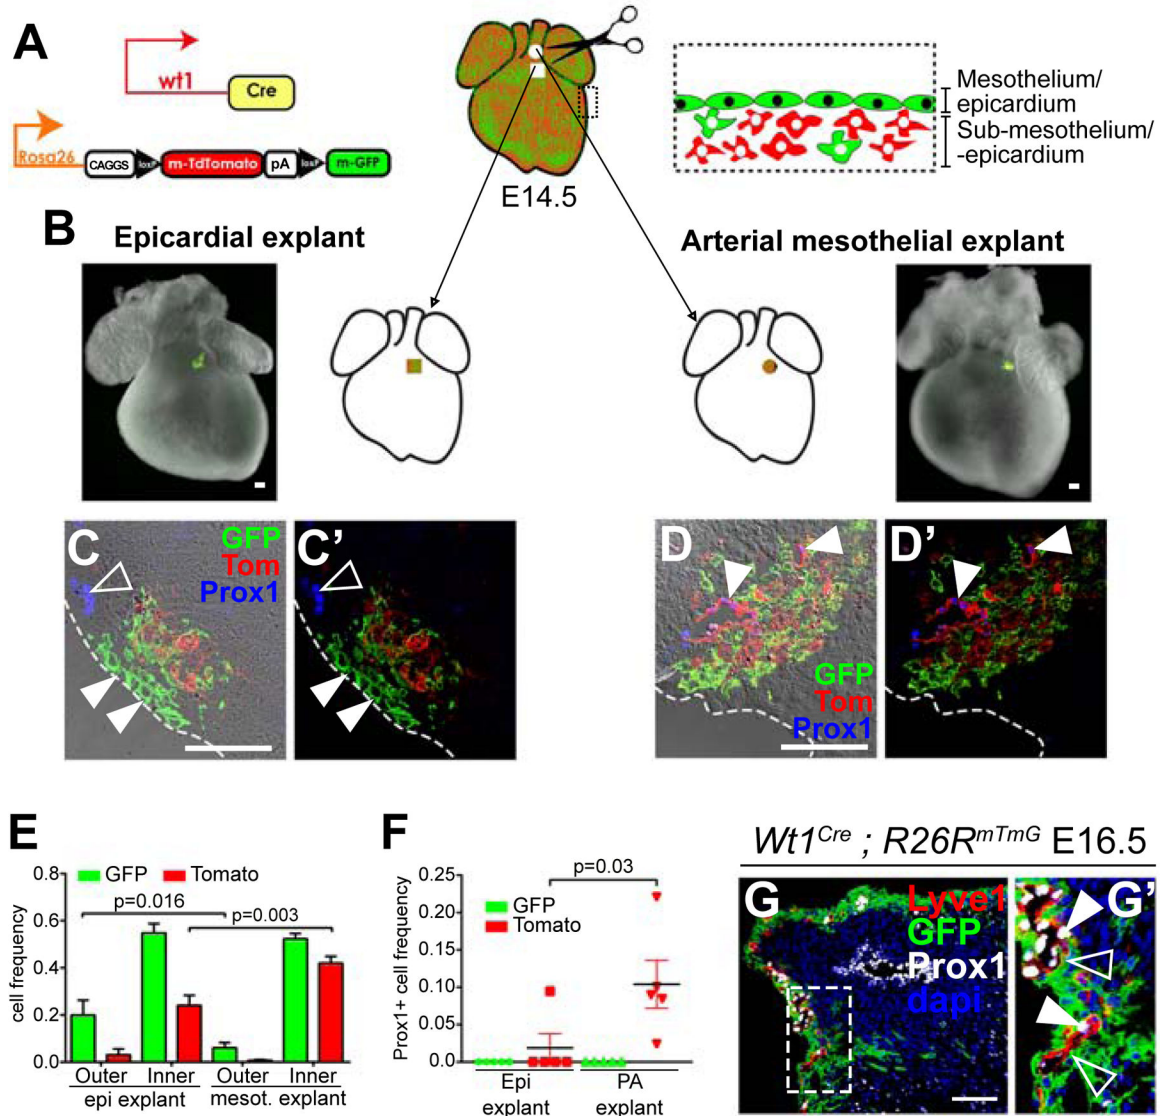 A
wt1
Cre
Rosa26
CAGGS
loxP
m-TdTomato
pA
loxP
m-GFP
E14.5
Mesothelium/
epicardium
Sub-mesothelium/
-epicardium
B
Epicardial explant
Arterial mesothelial explant
C
GFP
Tom
Prox1
C'
D
GFP
Tom
Prox1
D'
E
GFP
Tomato
p=0.016
p=0.003
cell frequency
0.8
0.6
0.4
0.2
0.0
Outer
Inner
Outer
Inner
epi explant
mesot. explant
F
p=0.03
GFP
Tomato
Prox1+ cell frequency
0.25
0.20
0.15
0.10
0.05
0.00
Epi
explant
PA
explant
Wt1Cre ; R26RmTmG E16.5
G
Lyve1
GFP
Prox1
dapi
G'